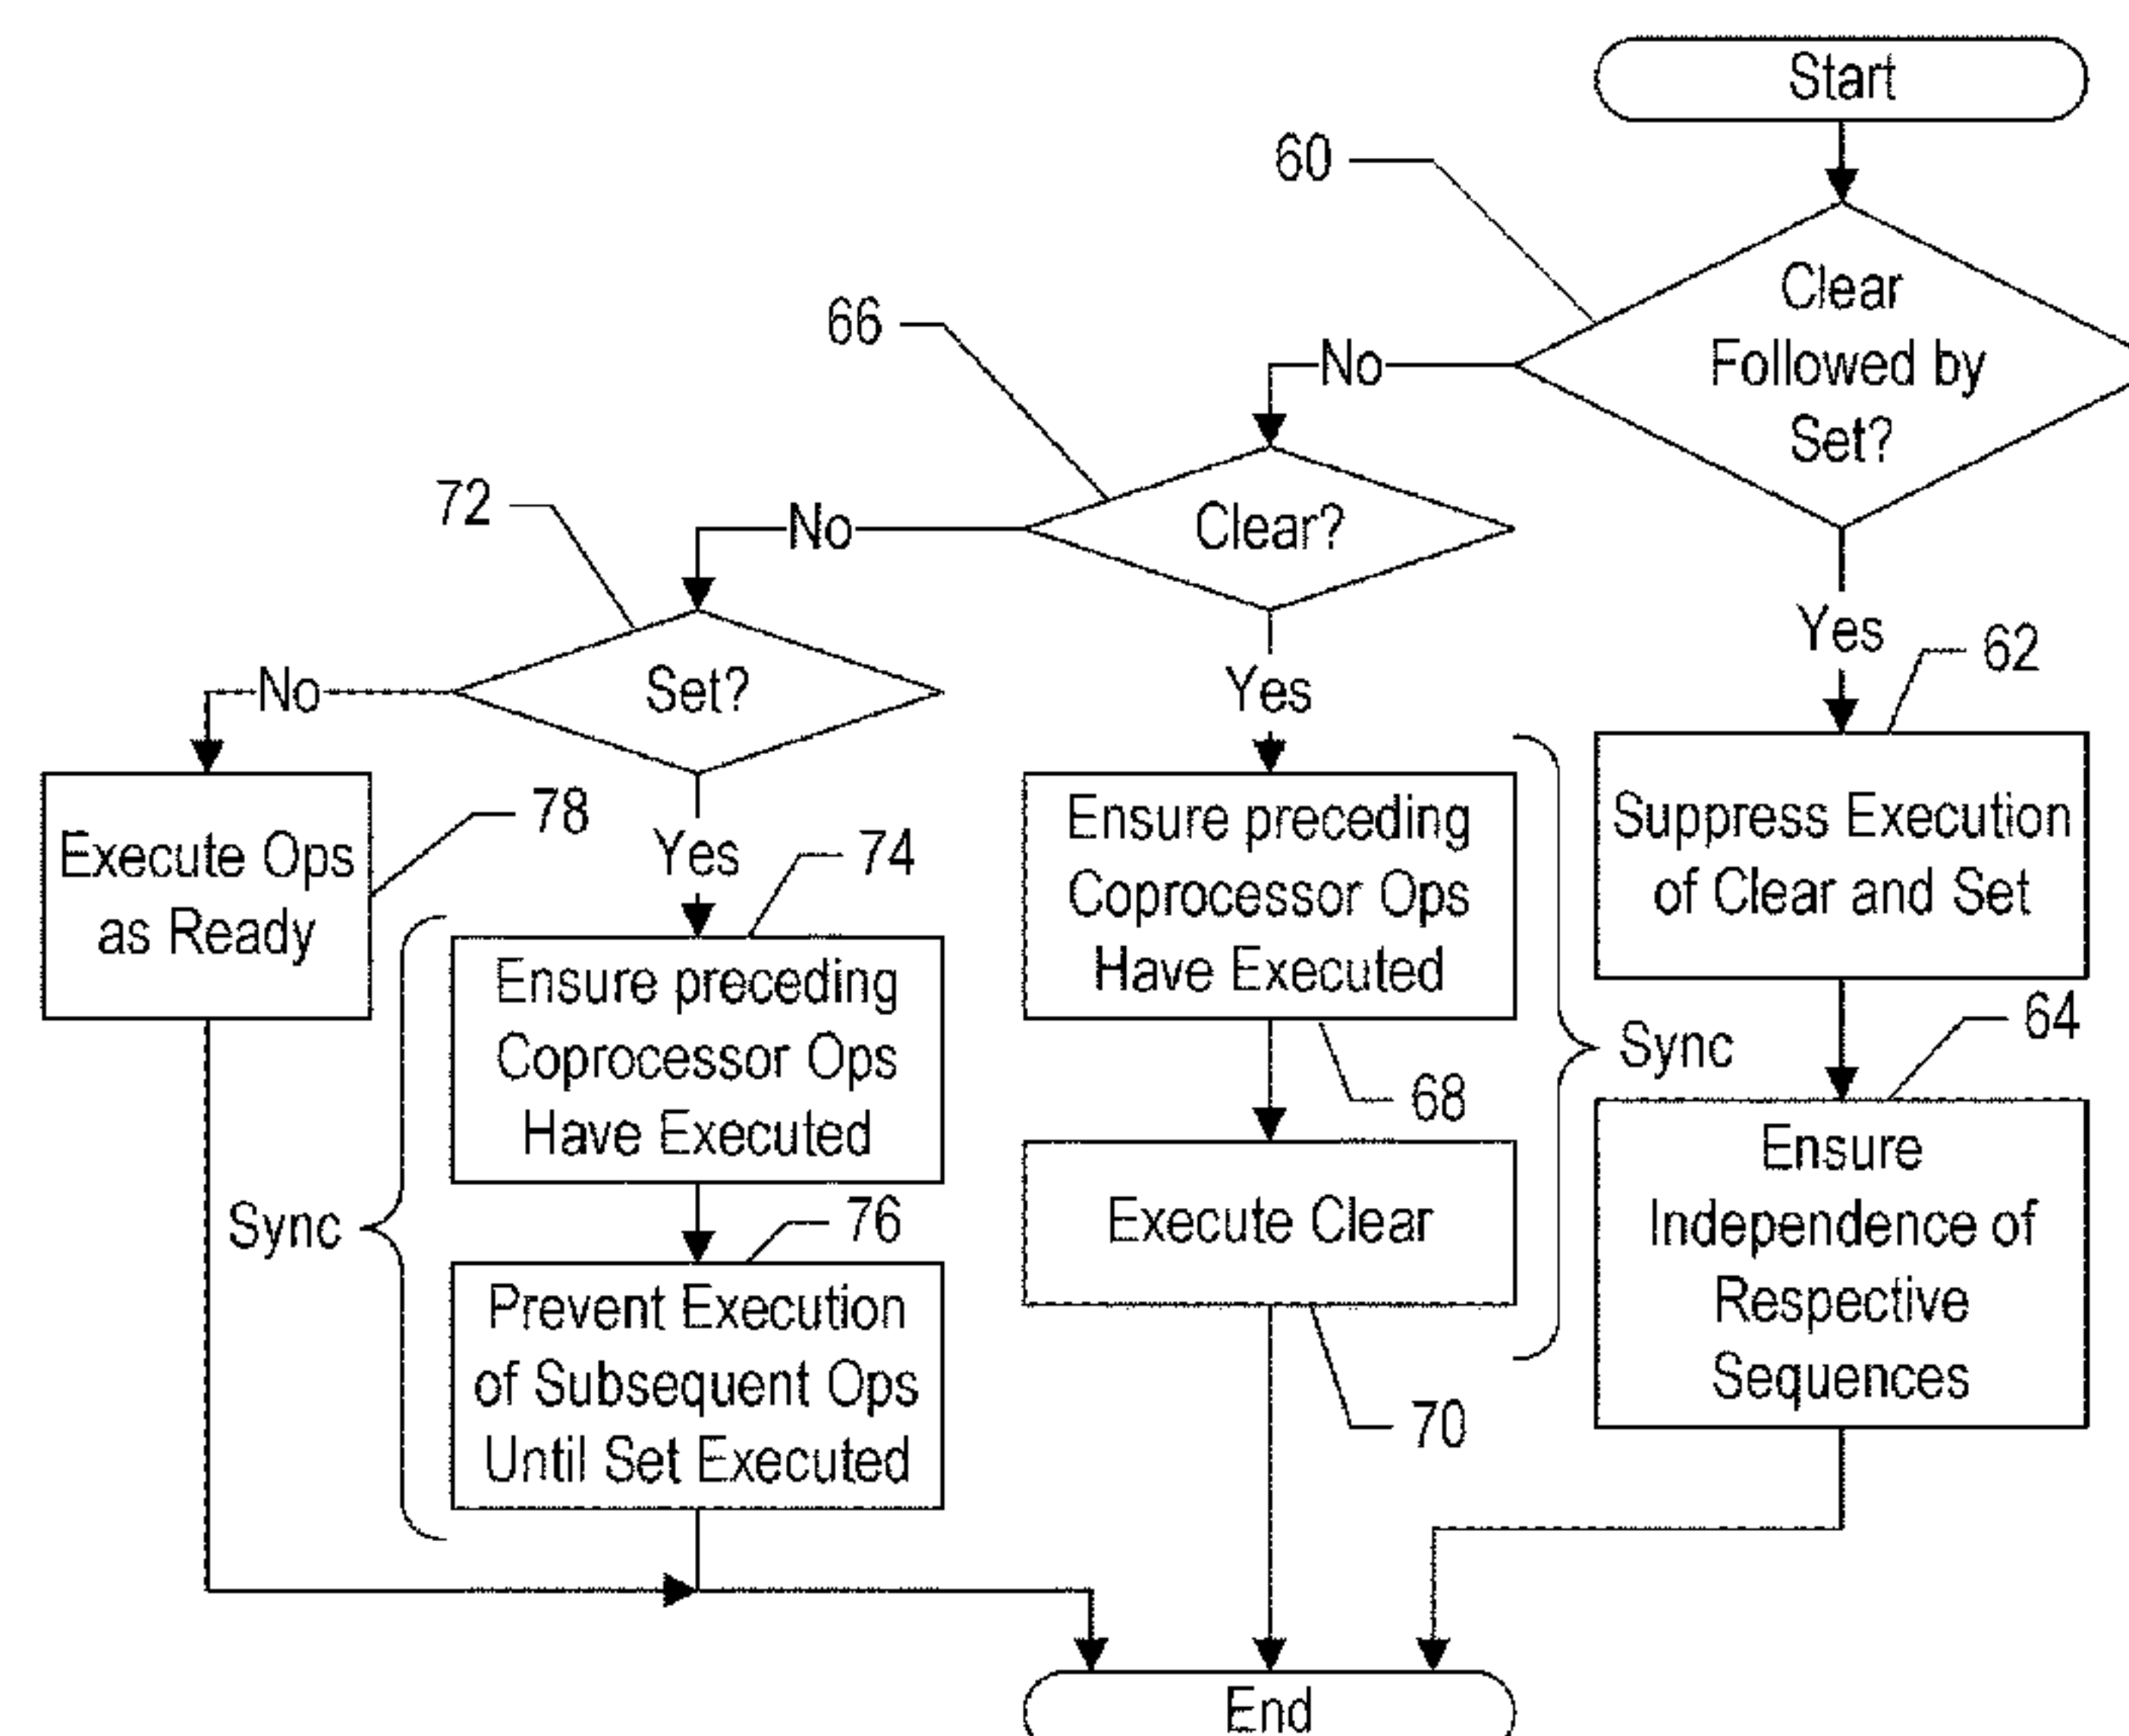 Start
60
Clear
Followed by
Set?
No
66
Clear?
No
72
Set?
No
Yes
62
Suppress Execution
of Clear and Set
64
Ensure
Independence of
Respective
Sequences
Yes
Ensure preceding
Coprocessor Ops
Have Executed
68
Sync
Execute Clear
70
Yes
74
Ensure preceding
Coprocessor Ops
Have Executed
Sync
76
Prevent Execution
of Subsequent Ops
Until Set Executed
78
Execute Ops
as Ready
End